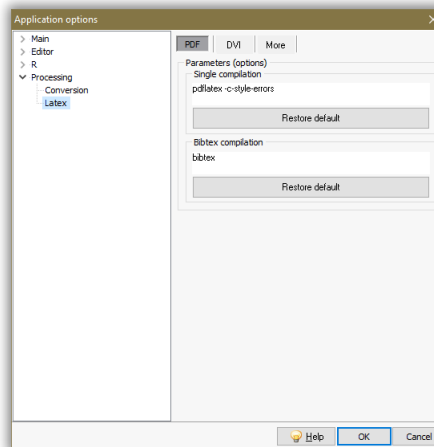 Application options
Main
Editor
R
Processing
Conversion
Latex
PDF DVI More
Parameters (options)
Single compilation
pdflatex -c-style-errors
Restore default
Bibtex compilation
bibtex
Restore default
Help OK Cancel